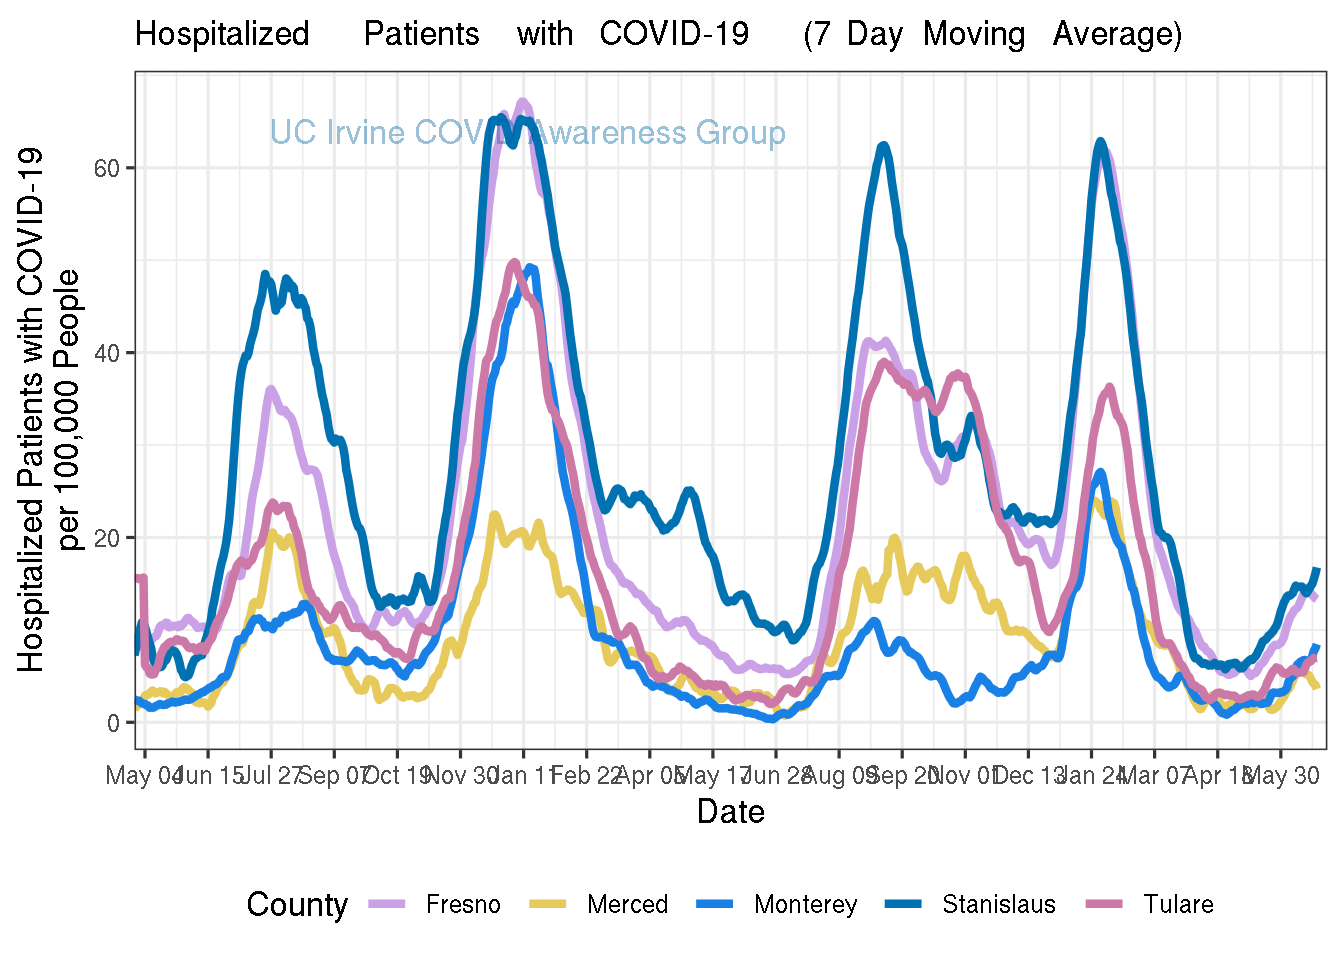 Hospitalized Patients with COVID-19 (7 Day Moving Average)
UC Irvine COVID Awareness Group
Hospitalized Patients with COVID-19
per 100,000 People
60
40
20
0
May 04 Jun 15 Jul 27 Sep 07 Oct 19 Nov 30 Jan 11 Feb 22 Apr 05 May 17 Jun 28 Aug 09 Sep 20 Nov 01 Dec 13 Jan 24 Mar 07 Apr 18 May 30
Date
County Fresno Merced Monterey Stanislaus Tulare